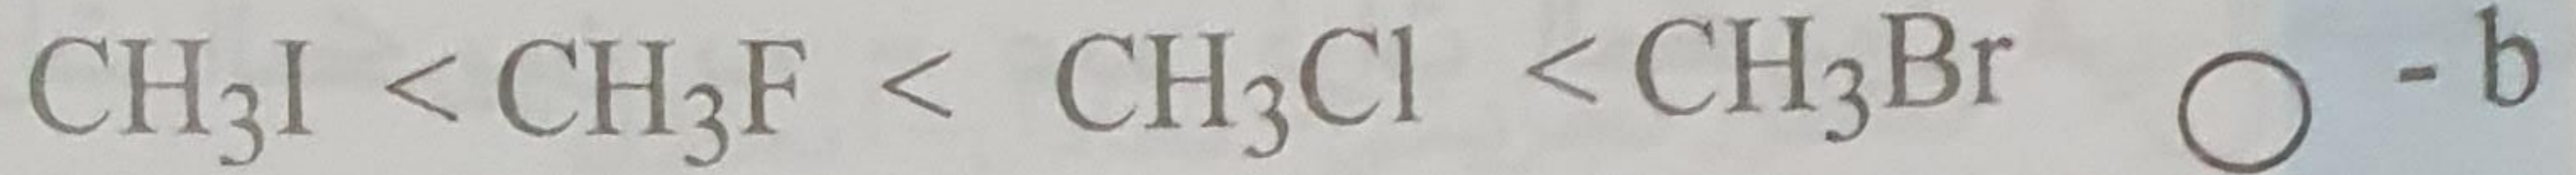 CH₃I < CH₃F < CH₃Cl < CH₃Br ◯ - b